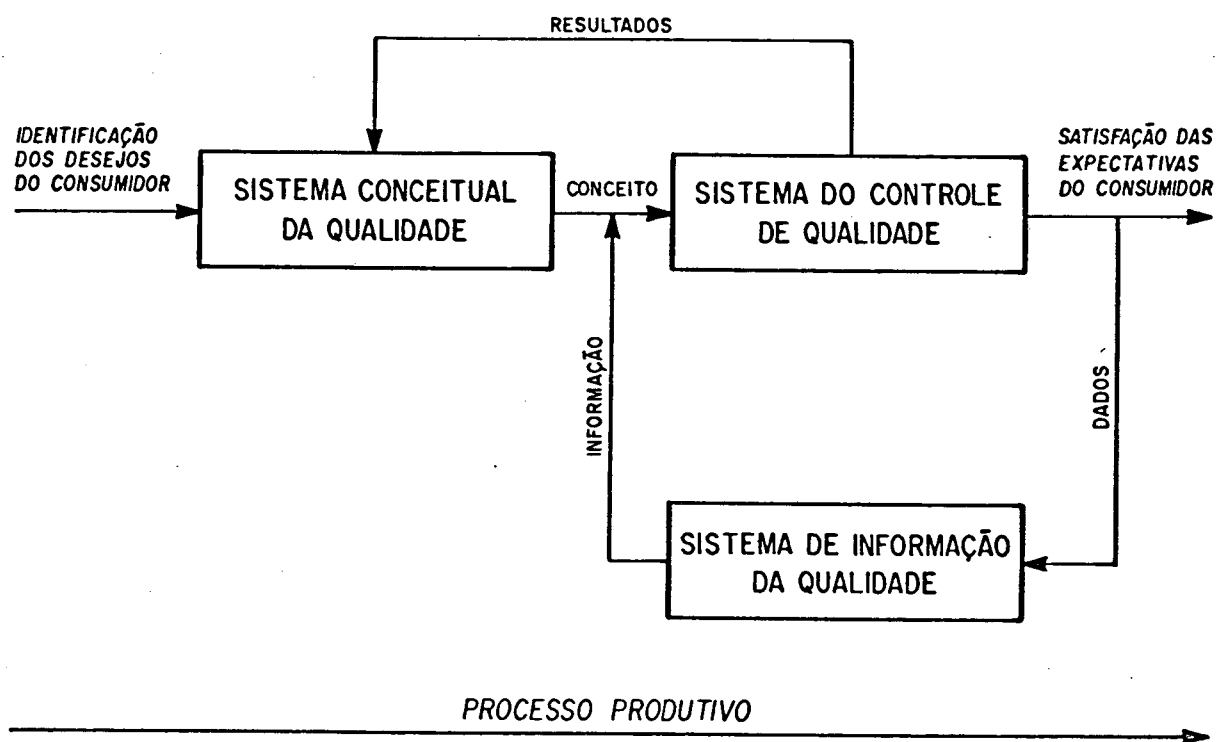 RESULTADOS
IDENTIFICAÇÃO
DOS DESEJOS
DO CONSUMIDOR
SISTEMA CONCEITUAL
DA QUALIDADE
CONCEITO
SISTEMA DO CONTROLE
DE QUALIDADE
SATISFAÇÃO DAS
EXPECTATIVAS
DO CONSUMIDOR
INFORMAÇÃO
DADOS
SISTEMA DE INFORMAÇÃO
DA QUALIDADE
PROCESSO PRODUTIVO